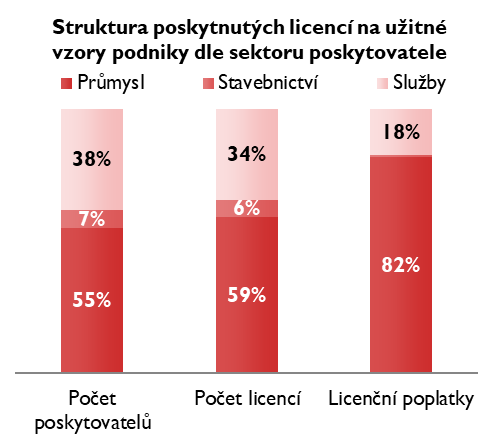 Struktura poskytnutých licencí na užitné
vzory podniky dle sektoru poskytovatele
Průmysl Stavebnictví Služby
38% 34% 18%
7% 6%
55% 59% 82%
Počet poskytovatelů Počet licencí Licenční poplatky